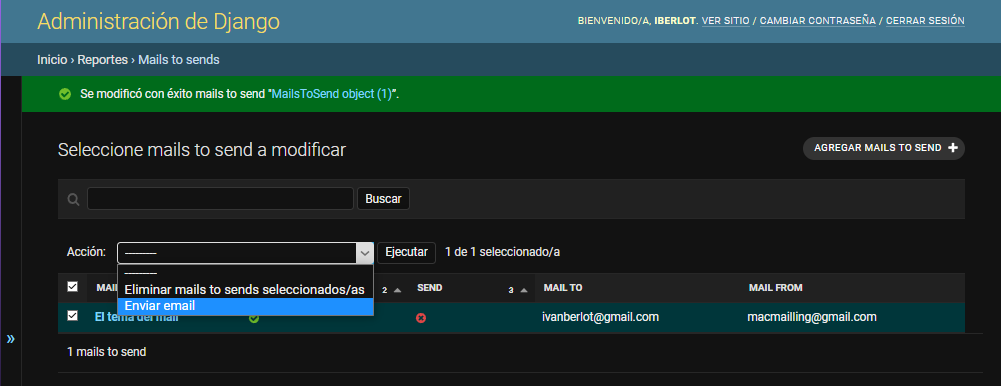 Administración de Django
BIENVENIDO/A, IBERLOT. VER SITIO / CAMBIAR CONTRASEÑA / CERRAR SESIÓN
Inicio › Reportes › Mails to sends
Se modificó con éxito mails to send "MailsToSend object (1)".
Seleccione mails to send a modificar
AGREGAR MAILS TO SEND +
Buscar
Acción: --------- Ejecutar 1 de 1 seleccionado/a
---------
Eliminar mails to sends seleccionados/as
Enviar email
2 SEND 3 MAIL TO MAIL FROM
El tema del mail ivanberlot@gmail.com macmailling@gmail.com
» 
1 mails to send